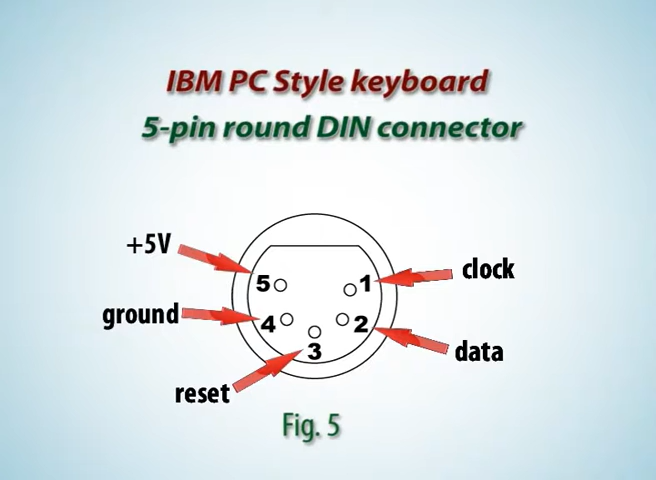 IBM PC Style keyboard
5-pin round DIN connector
+5V
clock
5
1
ground
4
2
data
3
reset
Fig. 5